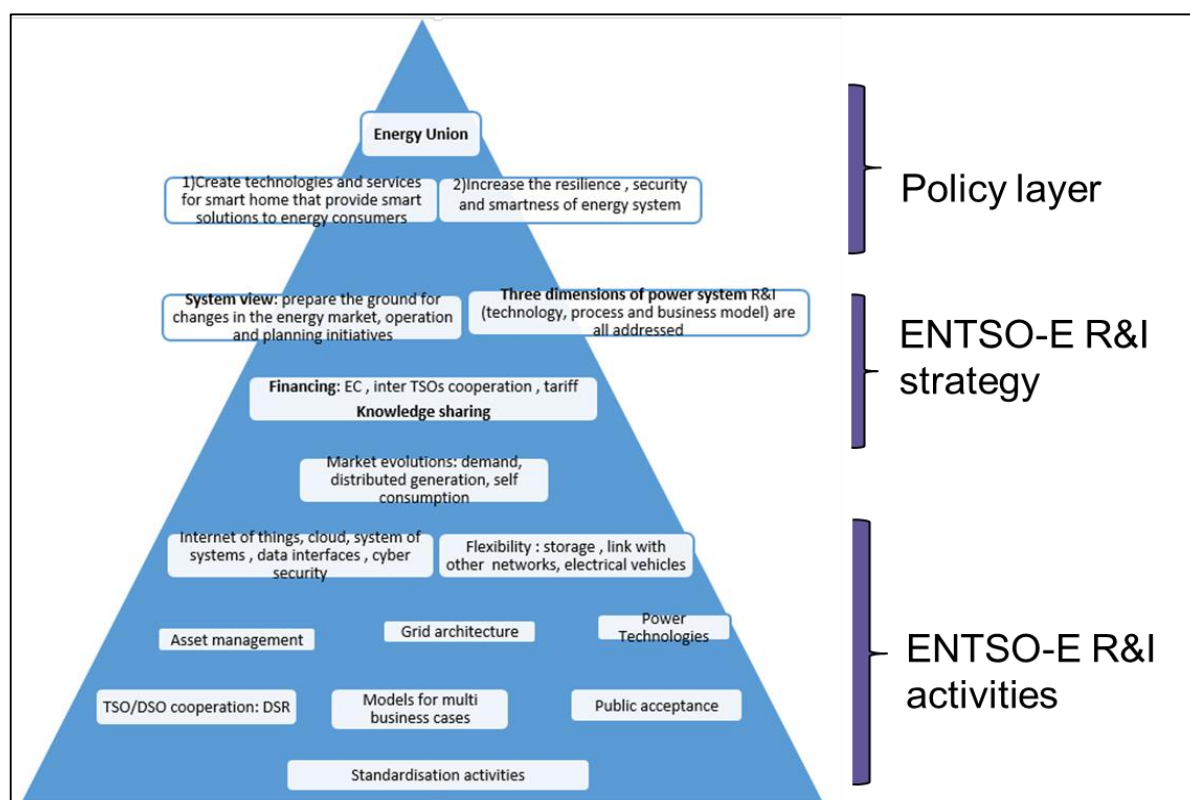 Energy Union
1)Create technologies and services
for smart home that provide smart
solutions to energy consumers
2)Increase the resilience , security
and smartness of energy system
Policy layer
System view: prepare the ground for
changes in the energy market, operation
and planning initiatives
Three dimensions of power system R&I
(technology, process and business model) are
all addressed
Financing: EC , inter TSOs cooperation , tariff
Knowledge sharing
ENTSO-E R&I
strategy
Market evolutions: demand,
distributed generation, self
consumption
Internet of things, cloud, system of
systems , data interfaces , cyber
security
Flexibility : storage , link with
other networks, electrical vehicles
Asset management
Grid architecture
Power
Technologies
TSO/DSO cooperation: DSR
Models for multi
business cases
Public acceptance
Standardisation activities
ENTSO-E R&I
activities